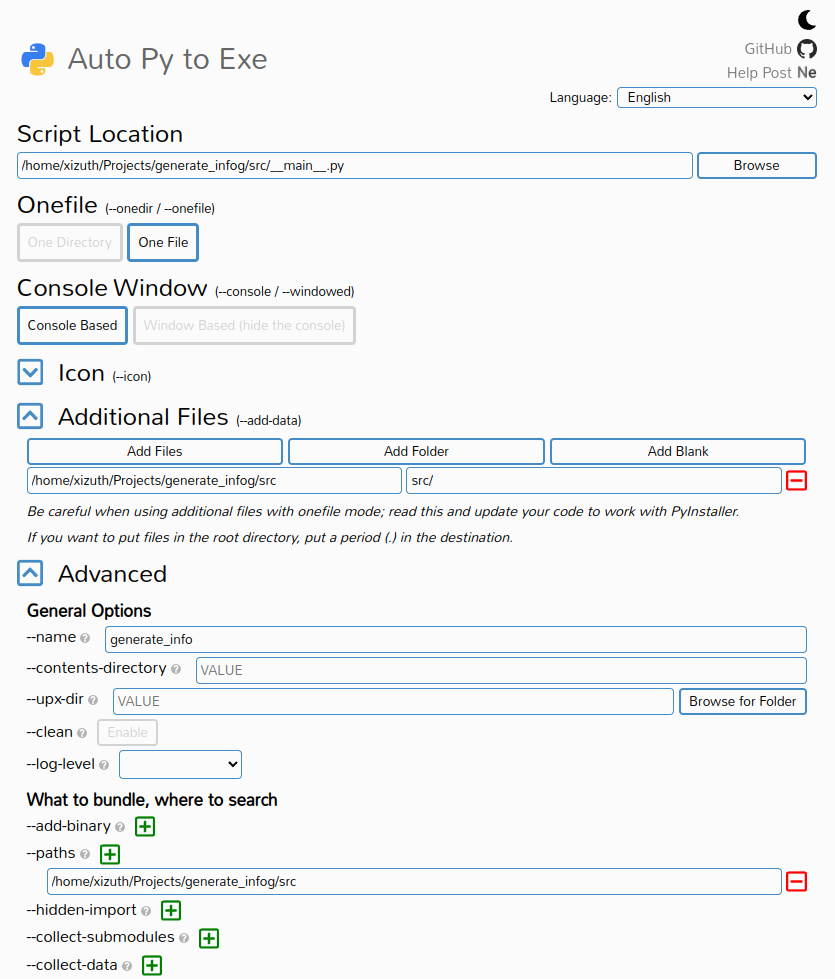 GitHub
Auto Py to Exe
Help Post Ne
Language: English
Script Location
/home/xizuth/Projects/generate_infog/src/__main__.py Browse
Onefile (--onedir / --onefile)
One Directory One File
Console Window (--console / --windowed)
Console Based Window Based (hide the console)
Icon (--icon)
Additional Files (--add-data)
Add Files Add Folder Add Blank
/home/xizuth/Projects/generate_infog/src src/
Be careful when using additional files with onefile mode; read this and update your code to work with PyInstaller.
If you want to put files in the root directory, put a period (.) in the destination.
Advanced
General Options
--name ? generate_info
--contents-directory ? VALUE
--upx-dir ? VALUE Browse for Folder
--clean ? Enable
--log-level ?
What to bundle, where to search
--add-binary ?
--paths ?
/home/xizuth/Projects/generate_infog/src
--hidden-import ?
--collect-submodules ?
--collect-data ?